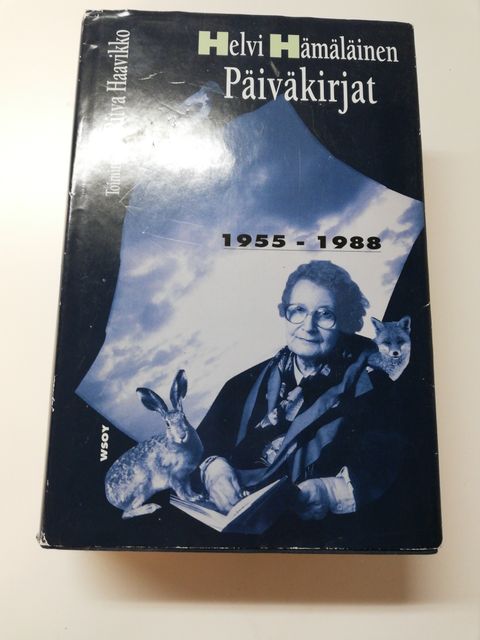 Helvi Hämäläinen
Päiväkirjat
1955 - 1988
Haavikko
WSOY